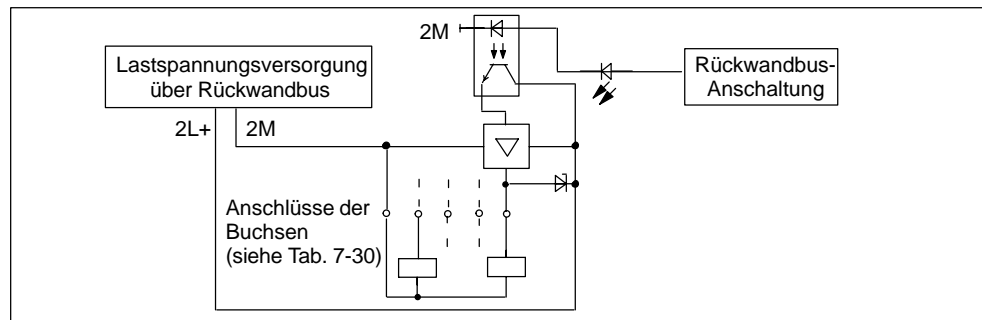 2M
Lastspannungsversorgung
über Rückwandbus
Rückwandbus-
Anschaltung
2L+
2M
Anschlüsse der
Buchsen
(siehe Tab. 7-30)